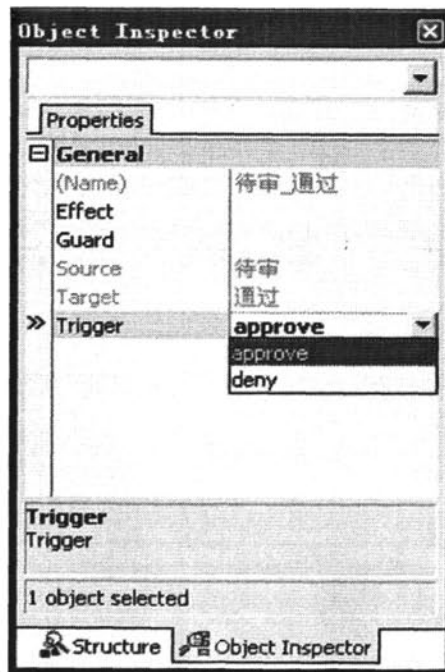 Object Inspector
Properties
General
(Name) 待审_通过
Effect
Guard
Source 待审
Target 通过
Trigger approve
approve
deny
Trigger
Trigger
1 object selected
Structure Object Inspector